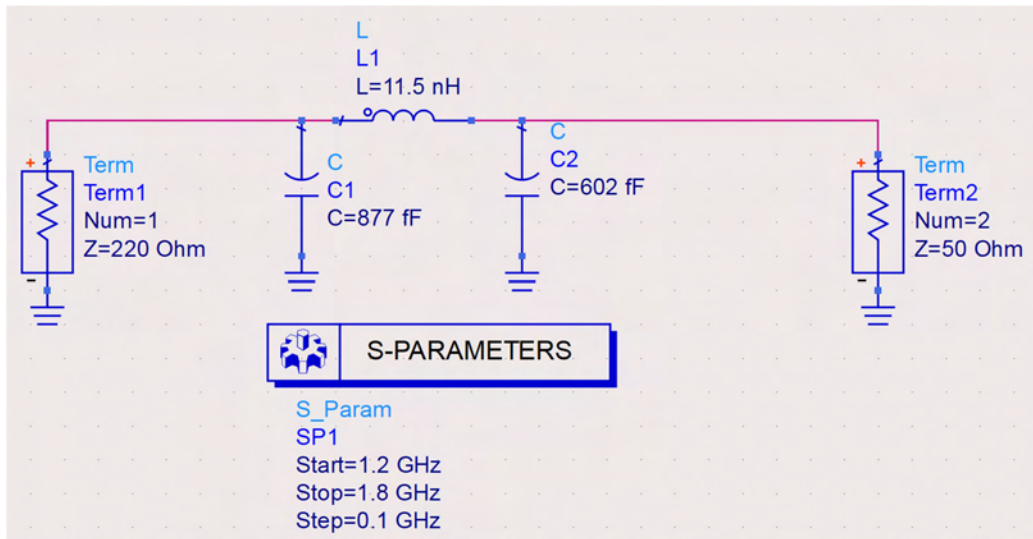 L
L1
L=11.5 nH
+
Term
Term1
Num=1
Z=220 Ohm
-
C
C1
C=877 fF
C
C2
C=602 fF
+
Term
Term2
Num=2
Z=50 Ohm
-
S-PARAMETERS
S_Param
SP1
Start=1.2 GHz
Stop=1.8 GHz
Step=0.1 GHz